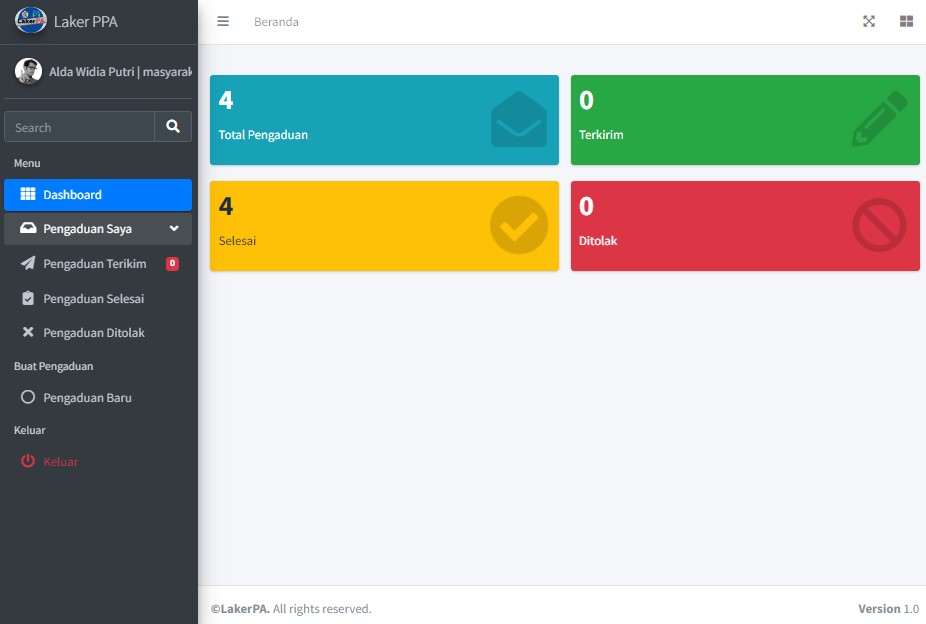 Laker PPA
Beranda
Alda Widia Putri | masyarak
Search
Menu
Dashboard
Pengaduan Saya
Pengaduan Terikim
0
Pengaduan Selesai
Pengaduan Ditolak
Buat Pengaduan
Pengaduan Baru
Keluar
Keluar
4
Total Pengaduan
0
Terkirim
4
Selesai
0
Ditolak
©LakerPA. All rights reserved.
Version 1.0